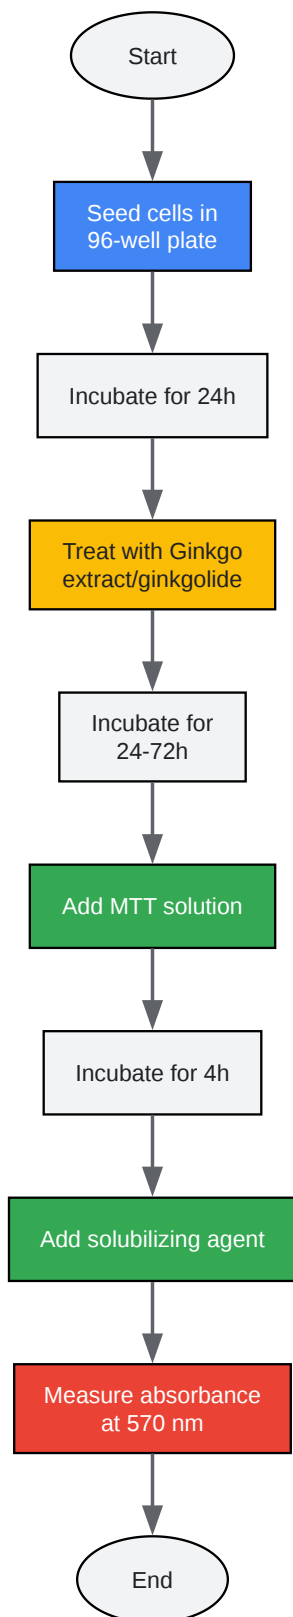 Start
Seed cells in
96-well plate
Incubate for 24h
Treat with Ginkgo
extract/ginkgolide
Incubate for
24-72h
Add MTT solution
Incubate for 4h
Add solubilizing agent
Measure absorbance
at 570 nm
End